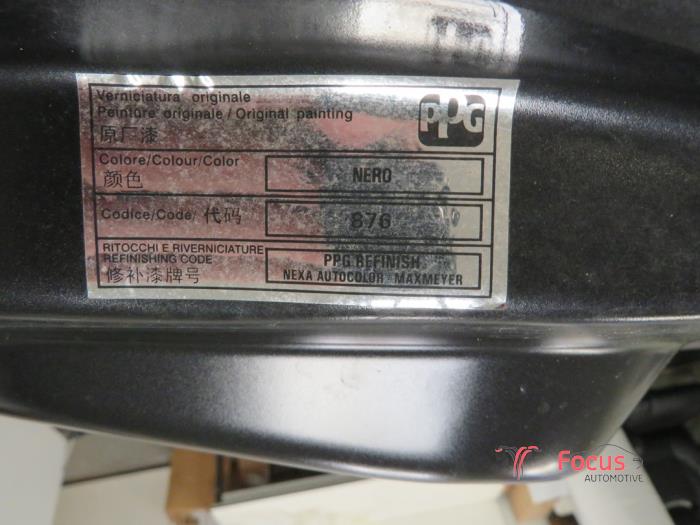 Verniciatura originale
Peinture originale / Original painting
原厂漆
PPG
Colore/Colour/Color
颜色
NERO
Codice/Code/ 代码
876
RITOCCHI E RIVERNICIATURE
REFINISHING CODE
修补漆牌号
PPG REFINISH
NEXA AUTOCOLOR MAXMEYER
Focus
AUTOMOTIVE